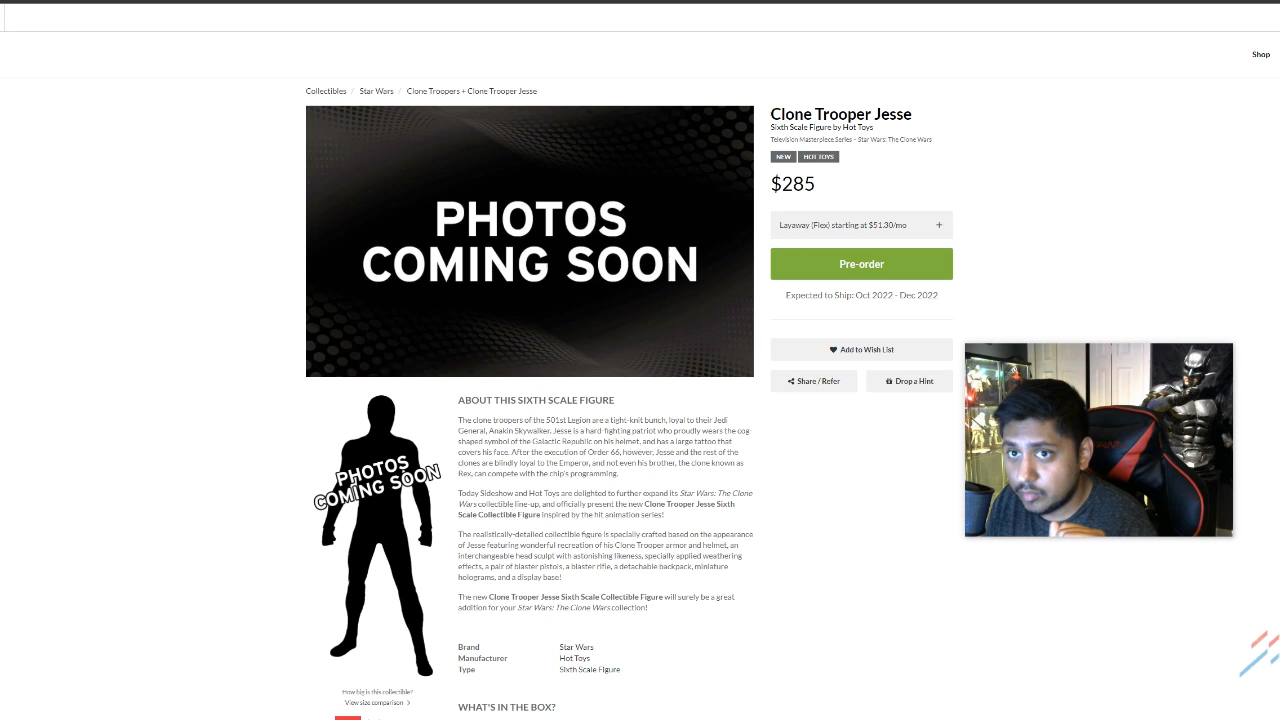 Shop
Collectibles / Star Wars / Clone Troopers + Clone Trooper Jesse
PHOTOS
COMING SOON
Clone Trooper Jesse
Sixth Scale Figure by Hot Toys
Television Masterpiece Series - Star Wars: The Clone Wars
NEW HOT TOYS
$285
Layaway (Flex) starting at $51.30/mo +
Pre-order
Expected to Ship: Oct 2022 - Dec 2022
Add to Wish List
Share / Refer
Drop a Hint
PHOTOS
COMING SOON
How big is this collectible?
View size comparison >
ABOUT THIS SIXTH SCALE FIGURE
The clone troopers of the 501st Legion are a tight-knit bunch, loyal to their Jedi
General, Anakin Skywalker. Jesse is a hard-fighting patriot who proudly wears the cog-
shaped symbol of the Galactic Republic on his helmet, and has a large tattoo that
covers his face. After the execution of Order 66, however, Jesse and the rest of the
clones are blindly loyal to the Emperor, and not even his brother, the clone known as
Rex, can compete with the chip's programming.
Today Sideshow and Hot Toys are delighted to further expand its Star Wars: The Clone
Wars collectible line-up, and officially present the new Clone Trooper Jesse Sixth
Scale Collectible Figure inspired by the hit animation series!
The realistically-detailed collectible figure is specially crafted based on the appearance
of Jesse featuring wonderful recreation of his Clone Trooper armor and helmet, an
interchangeable head sculpt with astonishing likeness, specially applied weathering
effects, a pair of blaster pistols, a blaster rifle, a detachable backpack, miniature
holograms, and a display base!
The new Clone Trooper Jesse Sixth Scale Collectible Figure will surely be a great
addition for your Star Wars: The Clone Wars collection!
Brand Star Wars
Manufacturer Hot Toys
Type Sixth Scale Figure
WHAT'S IN THE BOX?